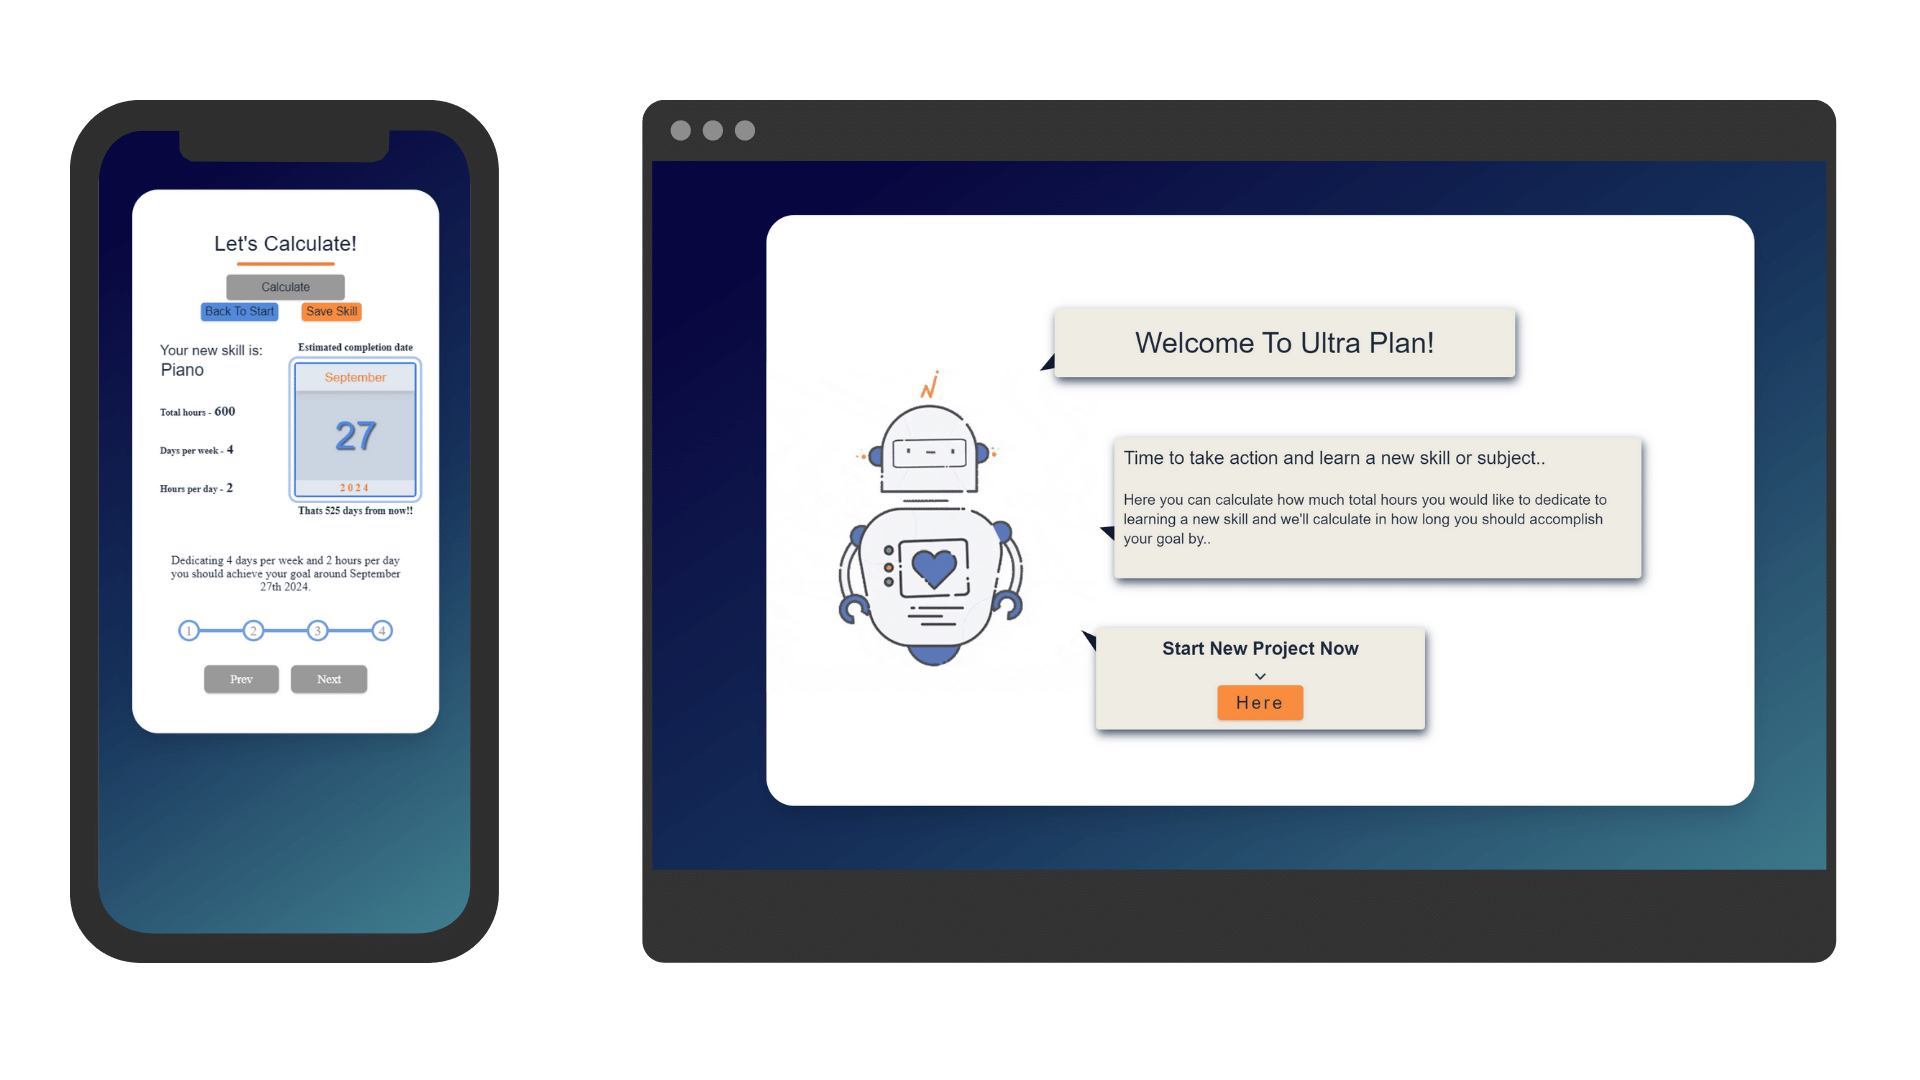 Let's Calculate!
Calculate
Back To Start
Save Skill
Your new skill is:
Piano
Total hours - 600
Days per week - 4
Hours per day - 2
Estimated completion date
September
27
2024
Thats 525 days from now!!
Dedicating 4 days per week and 2 hours per day
you should achieve your goal around September
27th 2024.
1 2 3 4
Prev
Next
Welcome To Ultra Plan!
Time to take action and learn a new skill or subject..
Here you can calculate how much total hours you would like to dedicate to
learning a new skill and we'll calculate in how long you should accomplish
your goal by..
Start New Project Now
Here